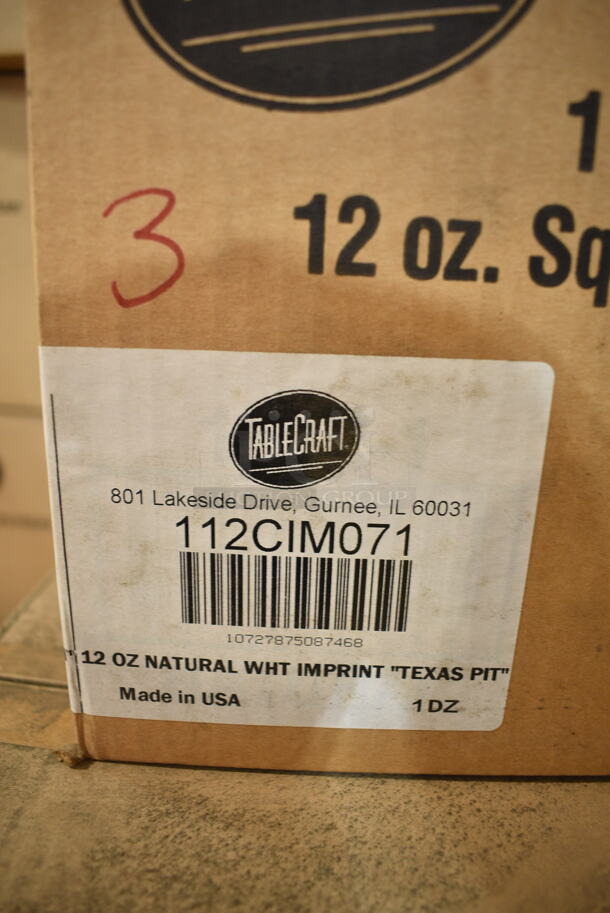 1
3
12 oz. Sq
TABLECRAFT
801 Lakeside Drive, Gurnee, IL 60031
112CIM071
10727875087468
12 OZ NATURAL WHT IMPRINT "TEXAS PIT"
Made in USA 1 DZ